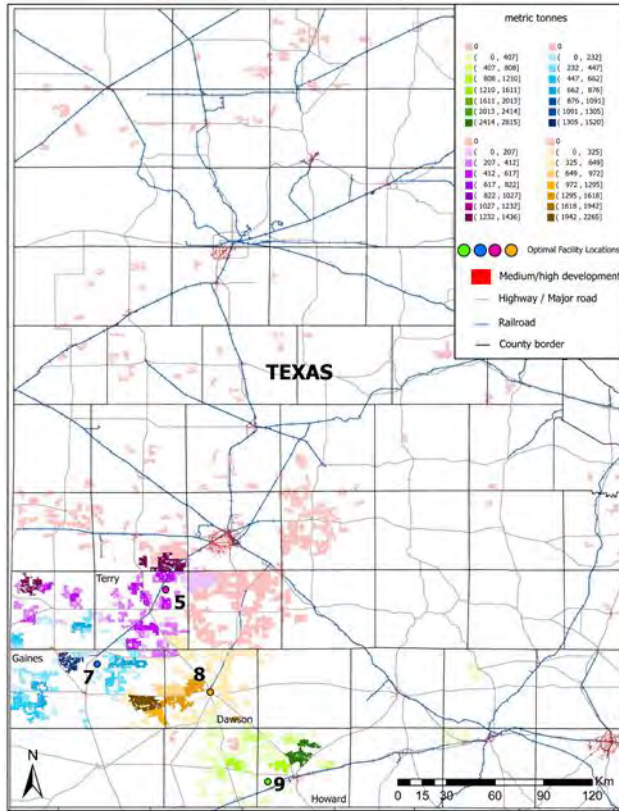 metric tonnes
0 0
( 0 , 407] ( 0 , 232]
( 407 , 808] ( 232 , 447]
( 808 , 1210] ( 447 , 662]
( 1210 , 1611] ( 662 , 876]
( 1611 , 2013] ( 876 , 1091]
( 2013 , 2414] ( 1091 , 1305]
( 2414 , 2815] ( 1305 , 1520]
0 0
( 0 , 207] ( 0 , 325]
( 207 , 412] ( 325 , 649]
( 412 , 617] ( 649 , 972]
( 617 , 822] ( 972 , 1295]
( 822 , 1027] ( 1295 , 1618]
( 1027 , 1232] ( 1618 , 1942]
( 1232 , 1436] ( 1942 , 2265]
Optimal Facility Locations
Medium/high development
Highway / Major road
Railroad
County border
TEXAS
Terry
5
Gaines
7
8
Dawson
N
9
Howard
Km
0 15 30 60 90 120